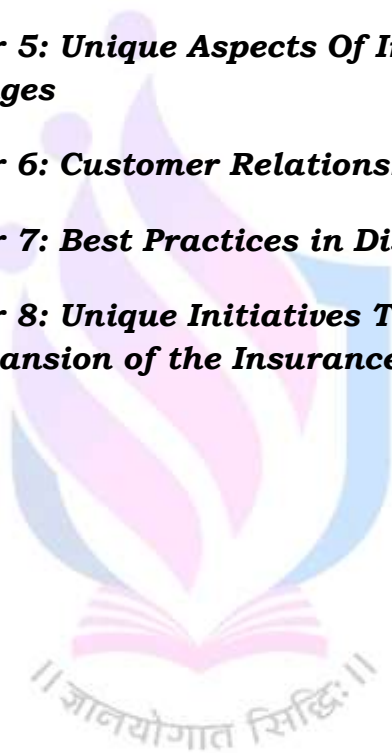 r 5: Unique Aspects Of I
ges
r 6: Customer Relations
r 7: Best Practices in Di
r 8: Unique Initiatives T
ansion of the Insurance
॥ ज्ञानयोगात सिद्धिः ॥